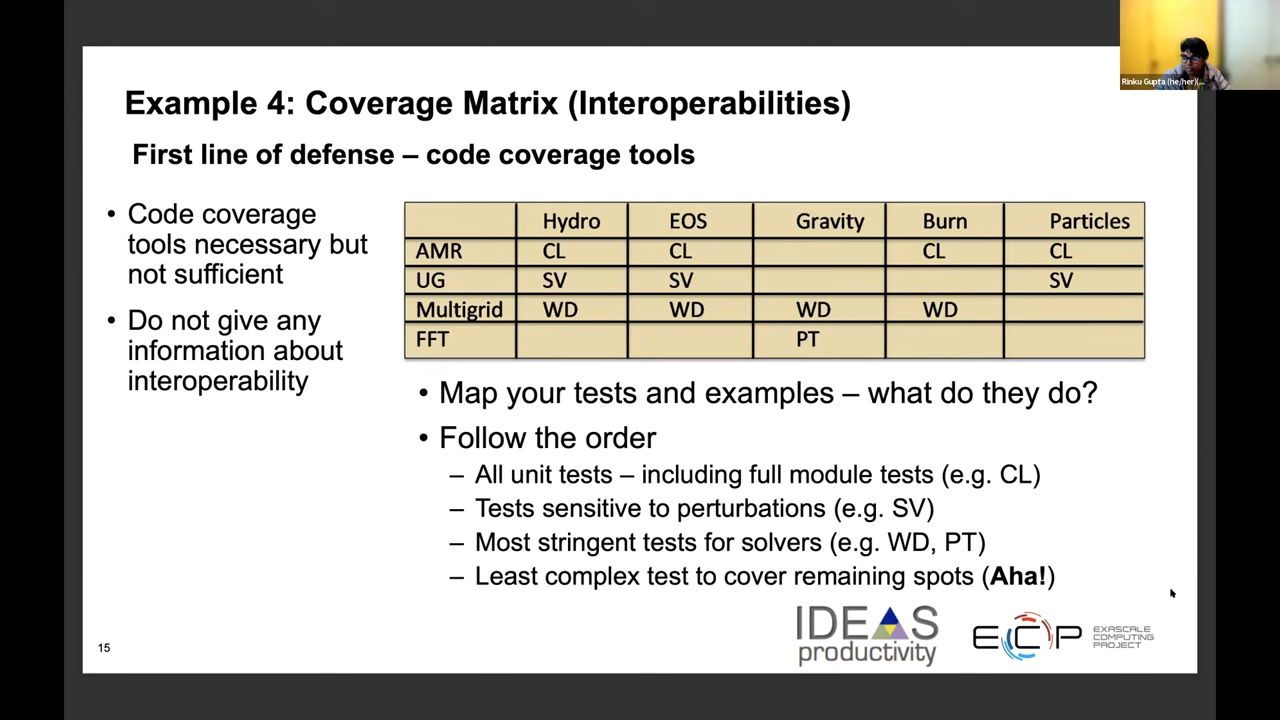 Rinku Gupta (he/her)(...
Example 4: Coverage Matrix (Interoperabilities)
First line of defense – code coverage tools
• Code coverage
tools necessary but
not sufficient
• Do not give any
information about
interoperability
Hydro EOS Gravity Burn Particles
AMR CL CL CL CL
UG SV SV SV
Multigrid WD WD WD WD
FFT PT
• Map your tests and examples – what do they do?
• Follow the order
– All unit tests – including full module tests (e.g. CL)
– Tests sensitive to perturbations (e.g. SV)
– Most stringent tests for solvers (e.g. WD, PT)
– Least complex test to cover remaining spots (Aha!)
15
IDEAS
productivity
ECP
EXASCALE
COMPUTING
PROJECT